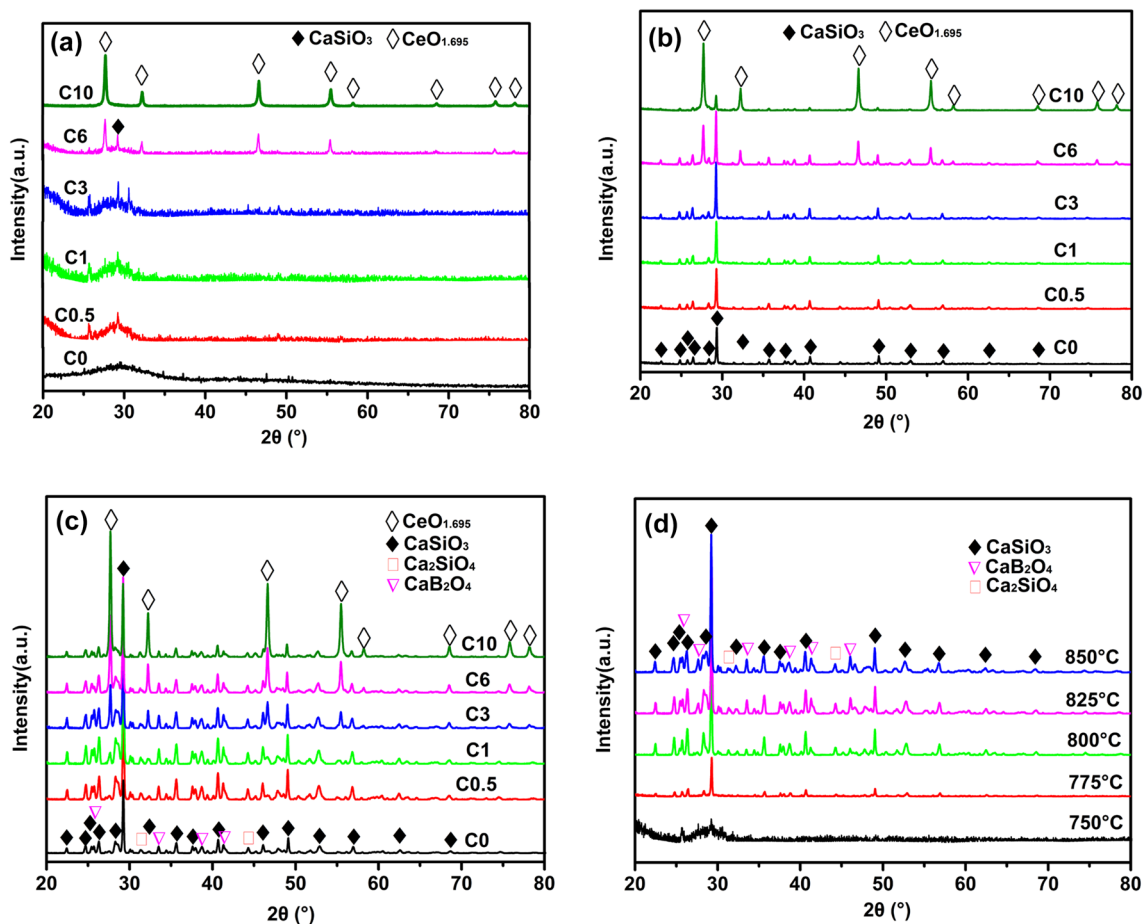 (a)
◆ CaSiO₃ ◇ CeO₁.₆₉₅
C10
C6
C3
C1
C0.5
C0
Intensity(a.u.)
20 30 40 50 60 70 80
2θ (°)
(b)
◆ CaSiO₃ ◇ CeO₁.₆₉₅
C10
C6
C3
C1
C0.5
C0
Intensity(a.u.)
20 30 40 50 60 70 80
2θ (°)
(c)
◇ CeO₁.₆₉₅
◆ CaSiO₃
□ Ca₂SiO₄
▽ CaB₂O₄
C10
C6
C3
C1
C0.5
C0
Intensity(a.u.)
20 30 40 50 60 70 80
2θ (°)
(d)
◆ CaSiO₃
▽ CaB₂O₄
□ Ca₂SiO₄
850°C
825°C
800°C
775°C
750°C
Intensity(a.u.)
20 30 40 50 60 70 80
2θ (°)